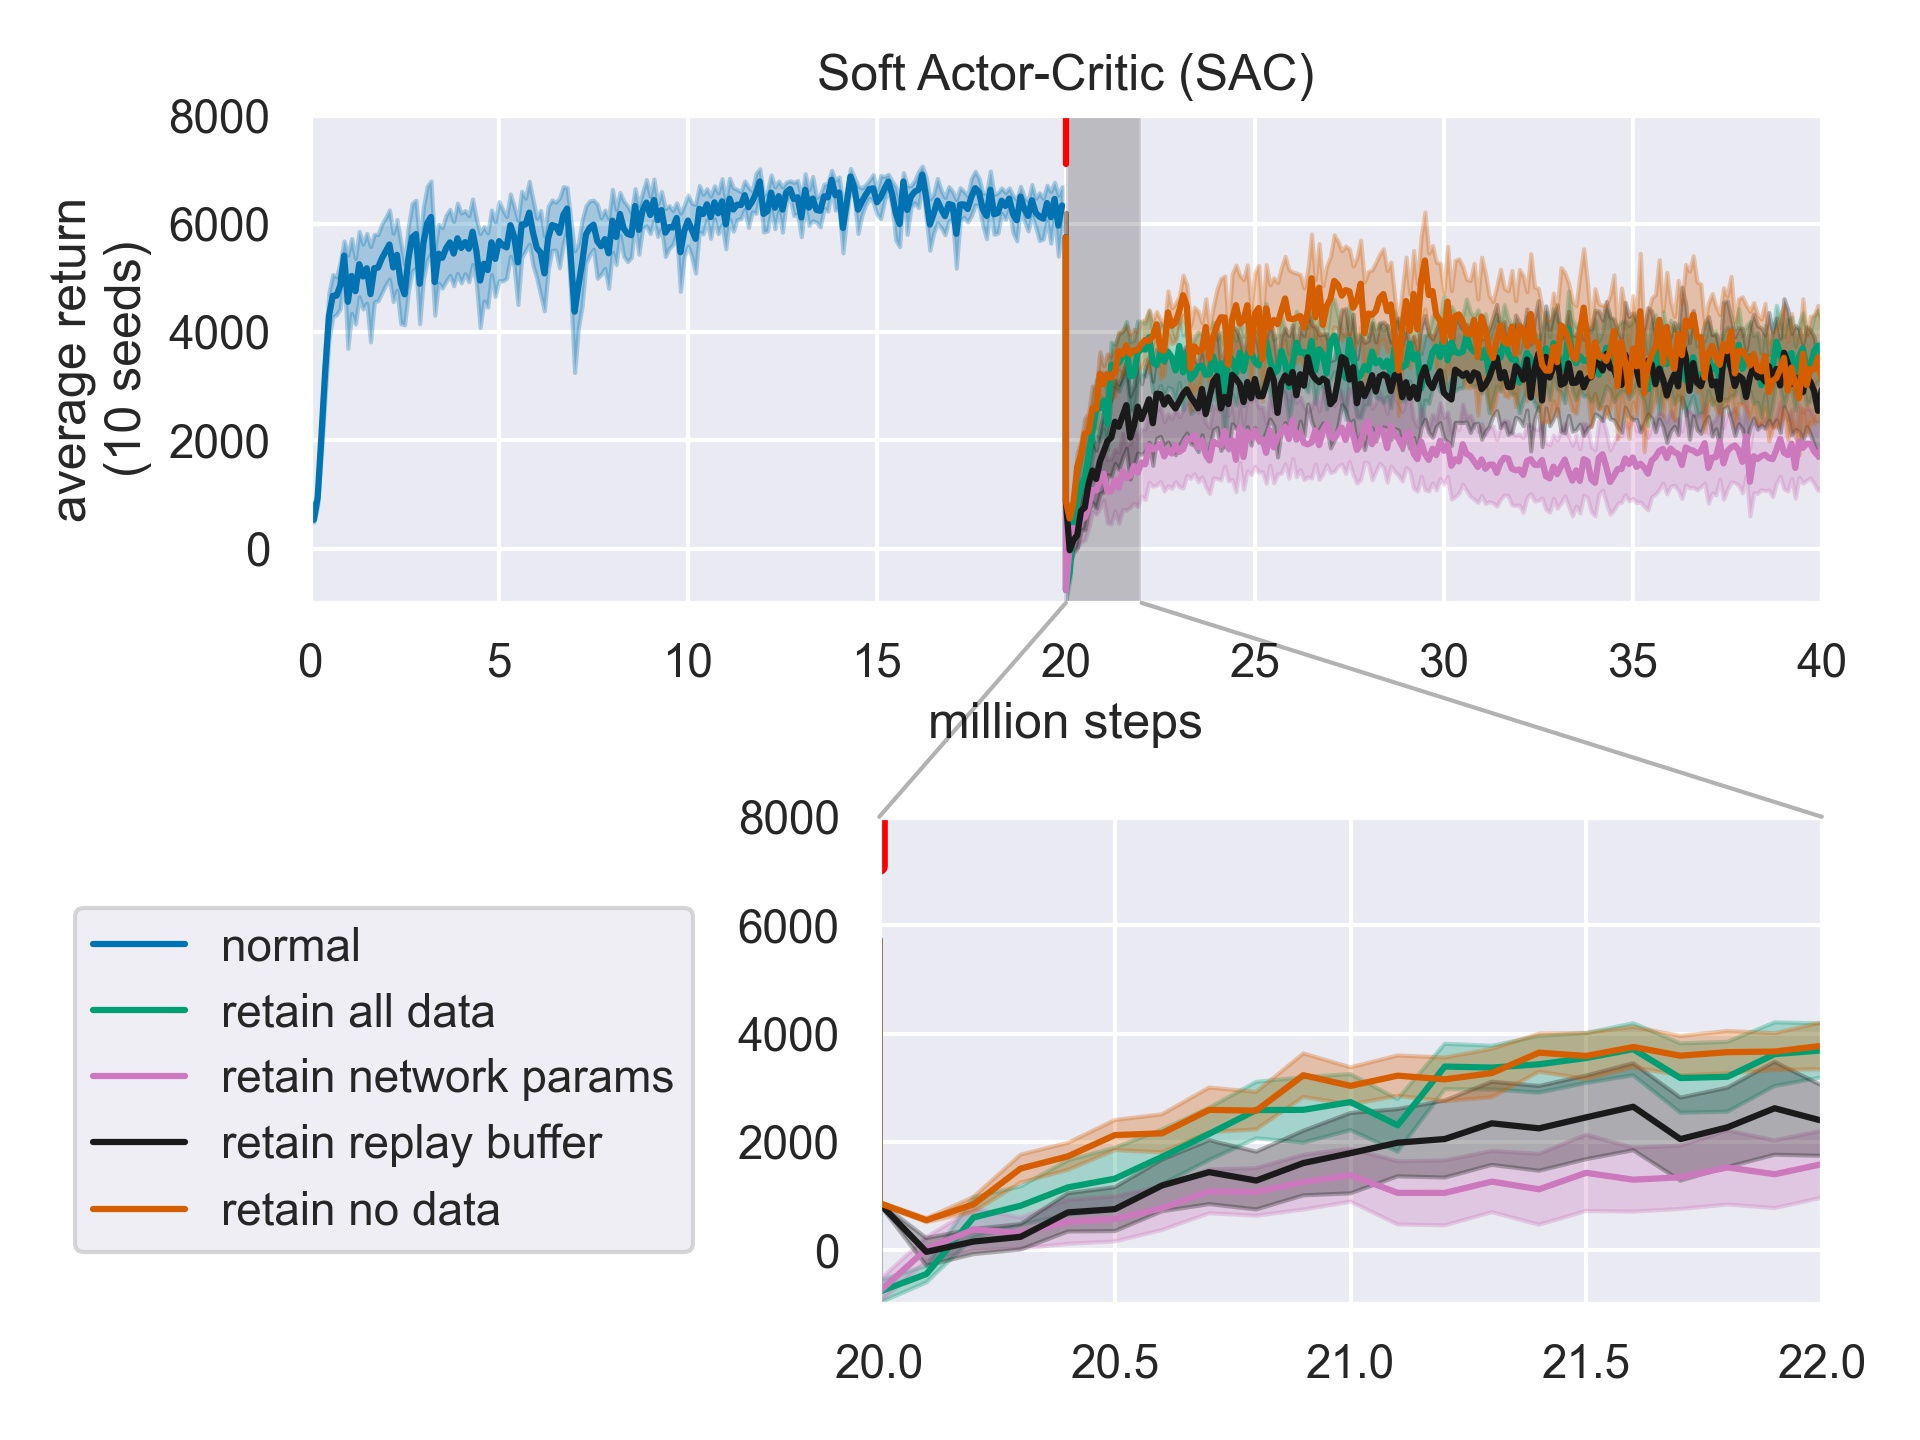 Soft Actor-Critic (SAC)
average return
(10 seeds)
8000
6000
4000
2000
0
0 5 10 15 20 25 30 35 40
million steps
8000
6000
4000
2000
0
20.0 20.5 21.0 21.5 22.0
normal
retain all data
retain network params
retain replay buffer
retain no data